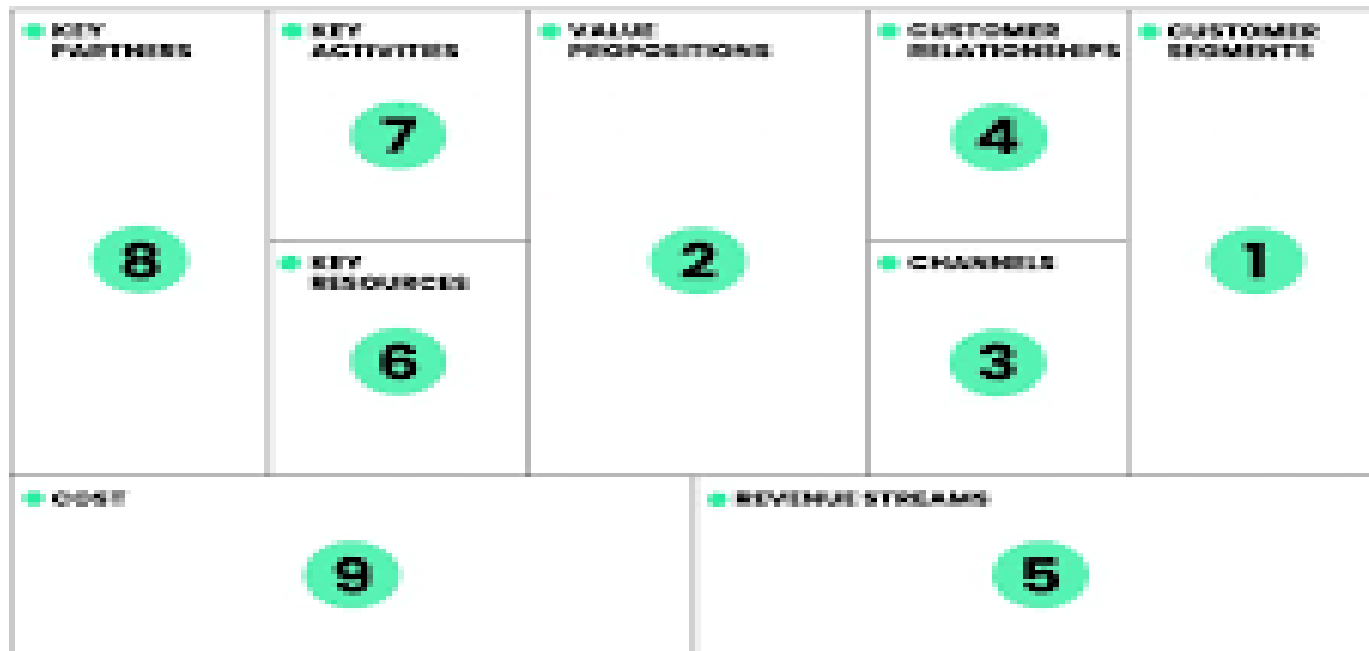 KEY
PARTNERS
8
KEY
ACTIVITIES
7
KEY
RESOURCES
6
VALUE
PROPOSITIONS
2
CUSTOMER
RELATIONSHIPS
4
CHANNELS
3
CUSTOMER
SEGMENTS
1
COST
9
REVENUE STREAMS
5